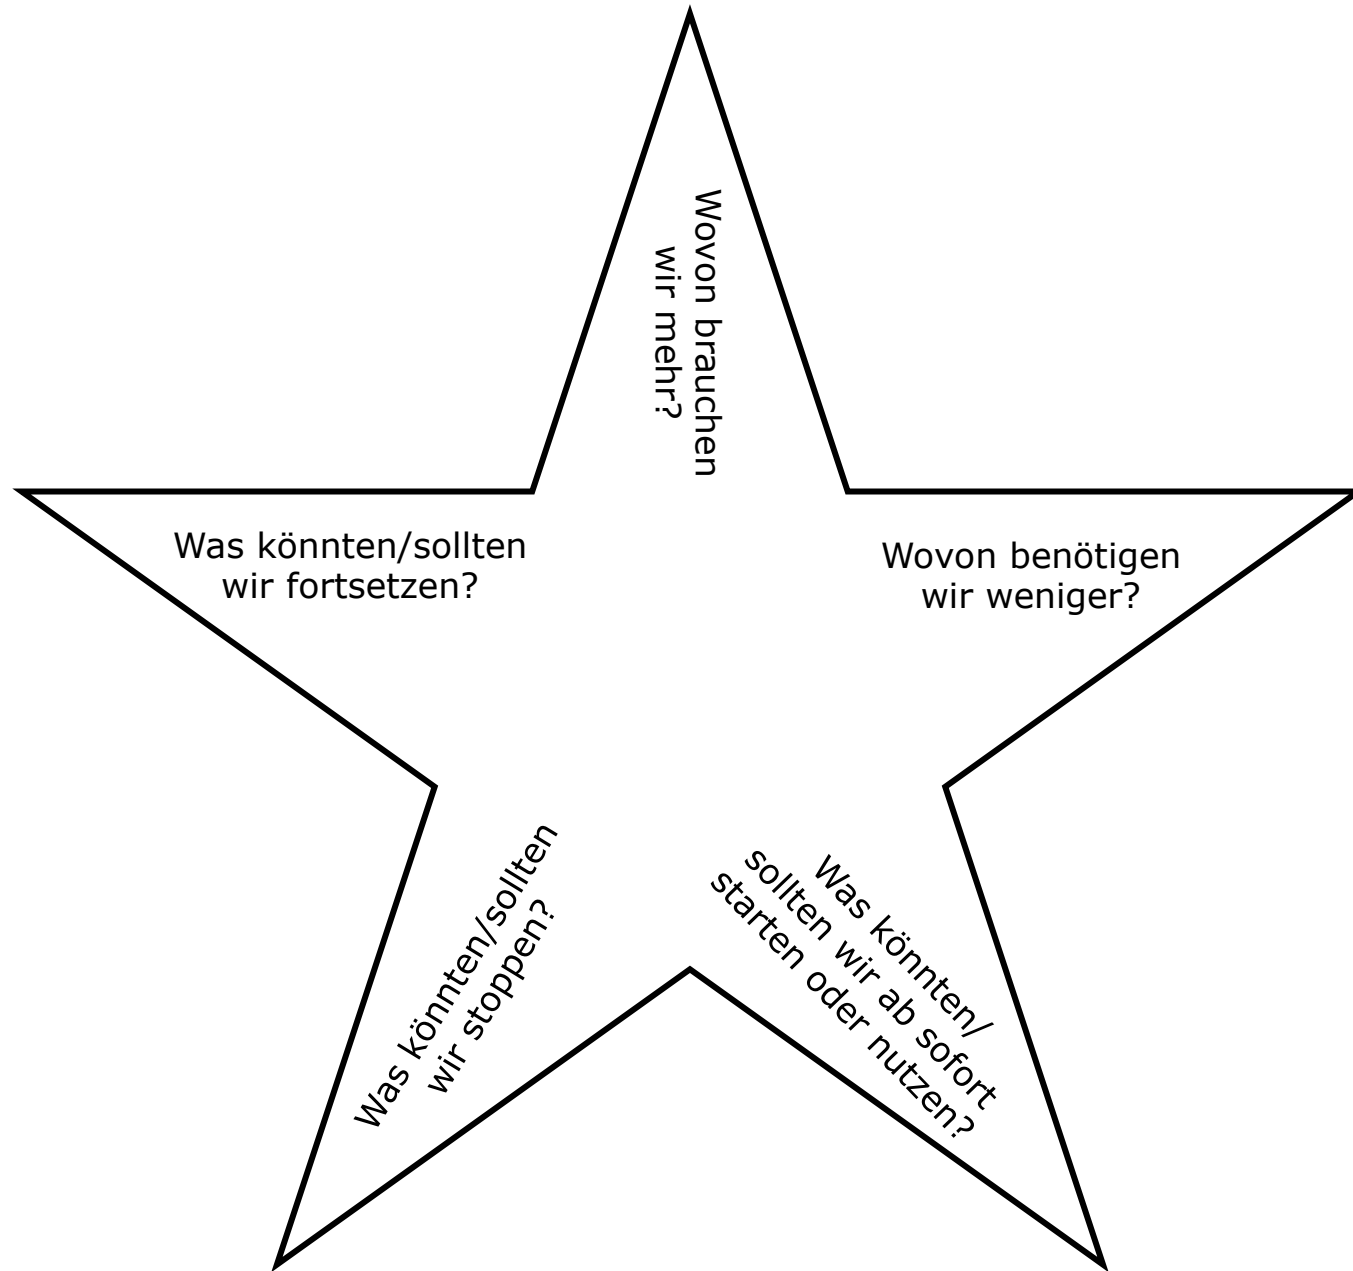 Wovon brauchen
wir mehr?
Was könnten/sollten
wir fortsetzen?
Wovon benötigen
wir weniger?
Was könnten/sollten
wir stoppen?
Was könnten/
sollten wir ab sofort
starten oder nutzen?